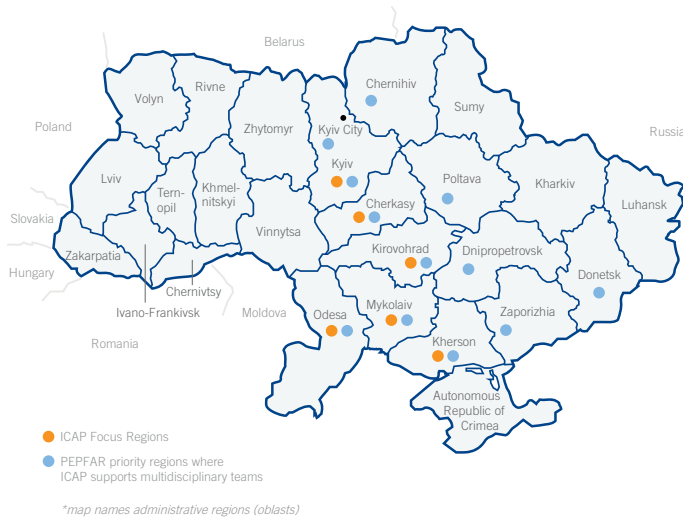 Belarus
Chernihiv
Rivne
Volyn
Sumy
Poland
Zhytomyr
Kyiv City
Russia
Kyiv
Lviv
Poltava
Kharkiv
Khmel-
nitskyi
Tern-
opil
Cherkasy
Luhansk
Slovakia
Vinnytsa
Kirovohrad
Dnipropetrovsk
Zakarpatia
Hungary
Donetsk
Chernivtsy
Mykolaiv
Ivano-Frankivsk
Moldova
Odesa
Zaporizhia
Romania
Kherson
Autonomous
Republic of
Crimea
ICAP Focus Regions
PEPFAR priority regions where
ICAP supports multidisciplinary teams
*map names administrative regions (oblasts)